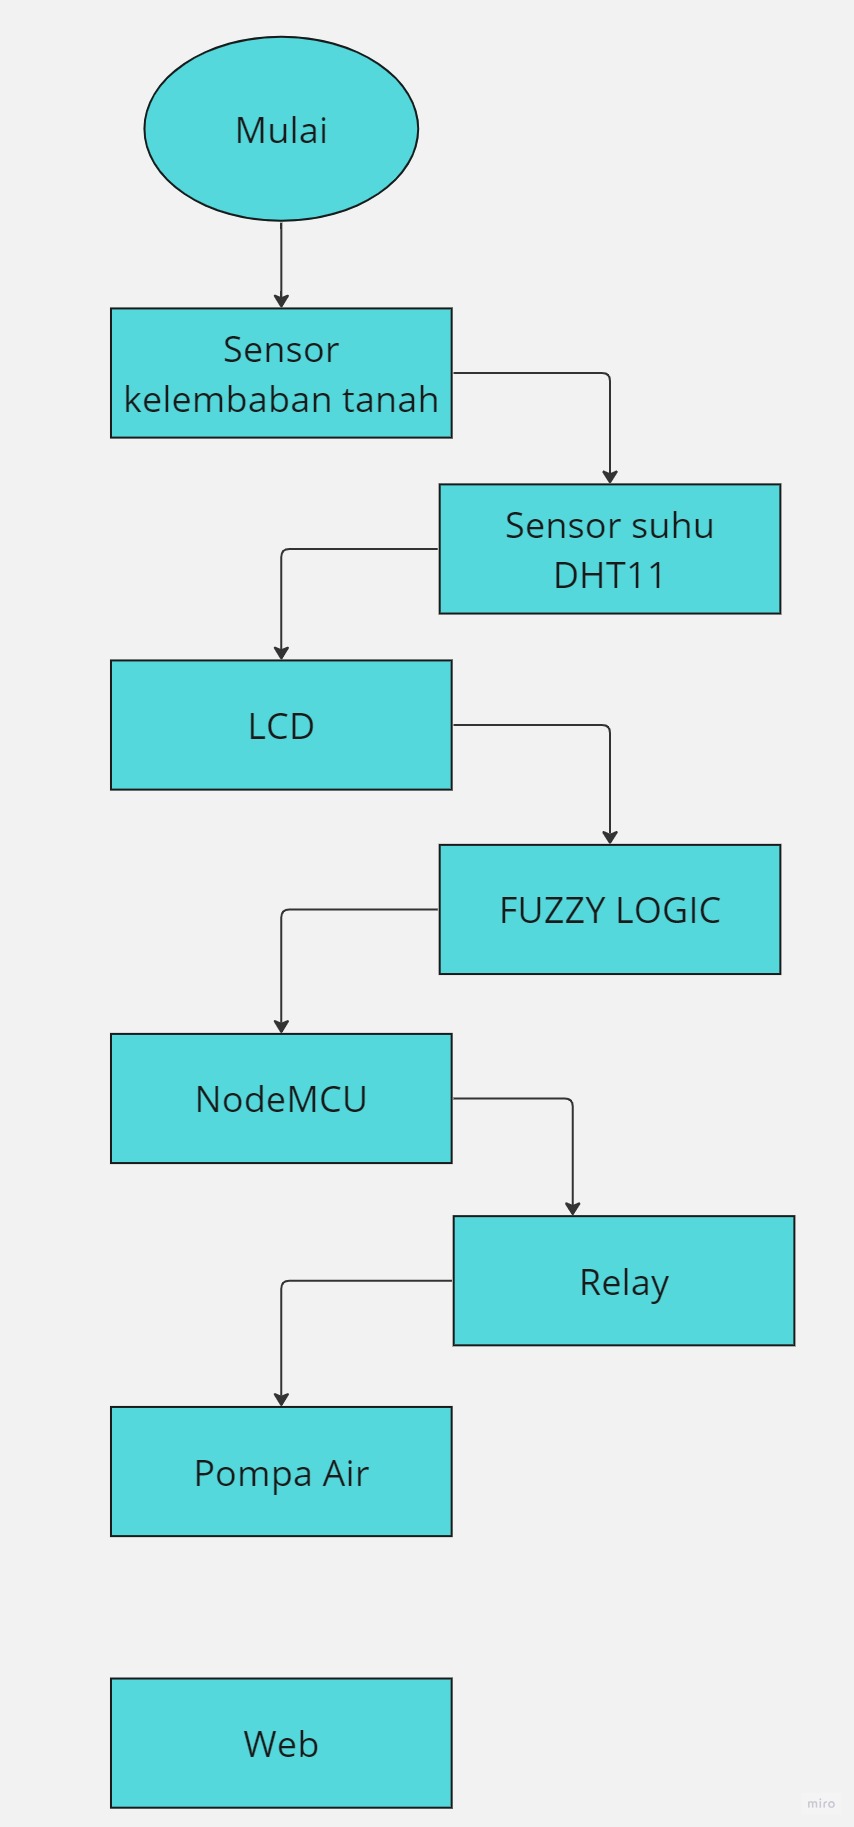 Mulai
Sensor
kelembaban tanah
Sensor suhu
DHT11
LCD
FUZZY LOGIC
NodeMCU
Relay
Pompa Air
Web
miro